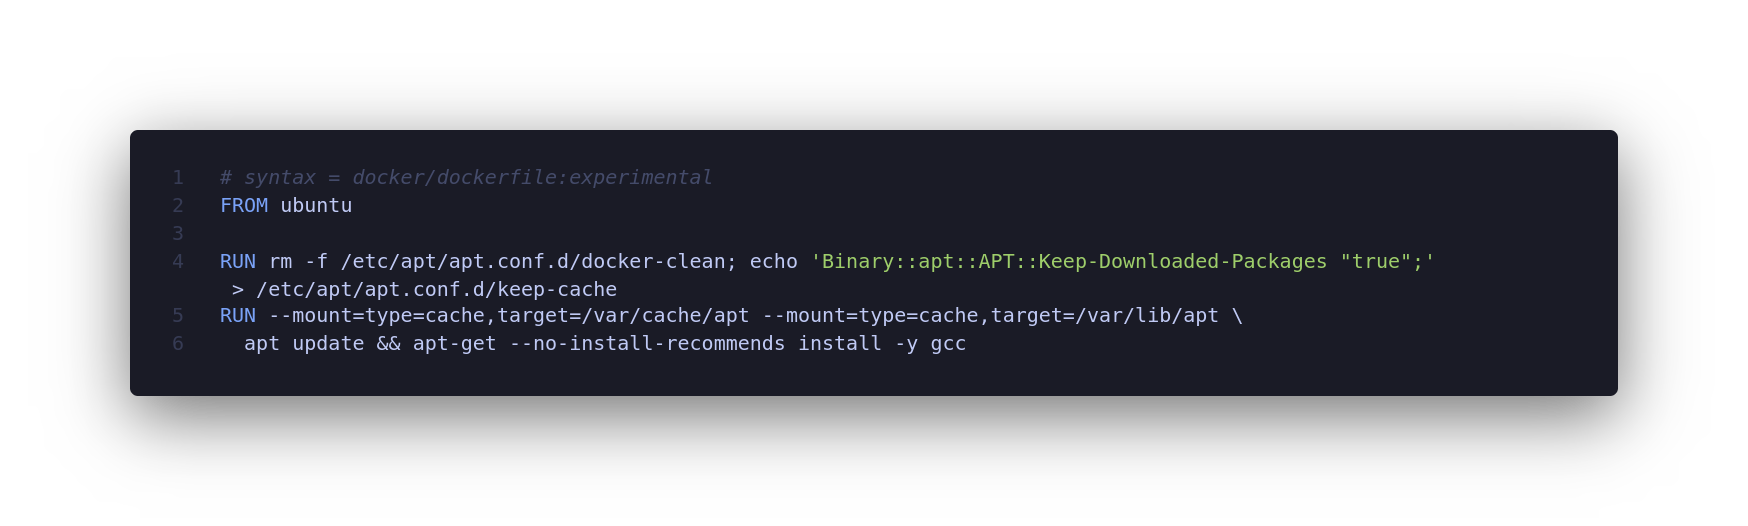 1 # syntax = docker/dockerfile:experimental
2 FROM ubuntu
3
4 RUN rm -f /etc/apt/apt.conf.d/docker-clean; echo 'Binary::apt::APT::Keep-Downloaded-Packages "true";'
> /etc/apt/apt.conf.d/keep-cache
5 RUN --mount=type=cache,target=/var/cache/apt --mount=type=cache,target=/var/lib/apt \
6 apt update && apt-get --no-install-recommends install -y gcc